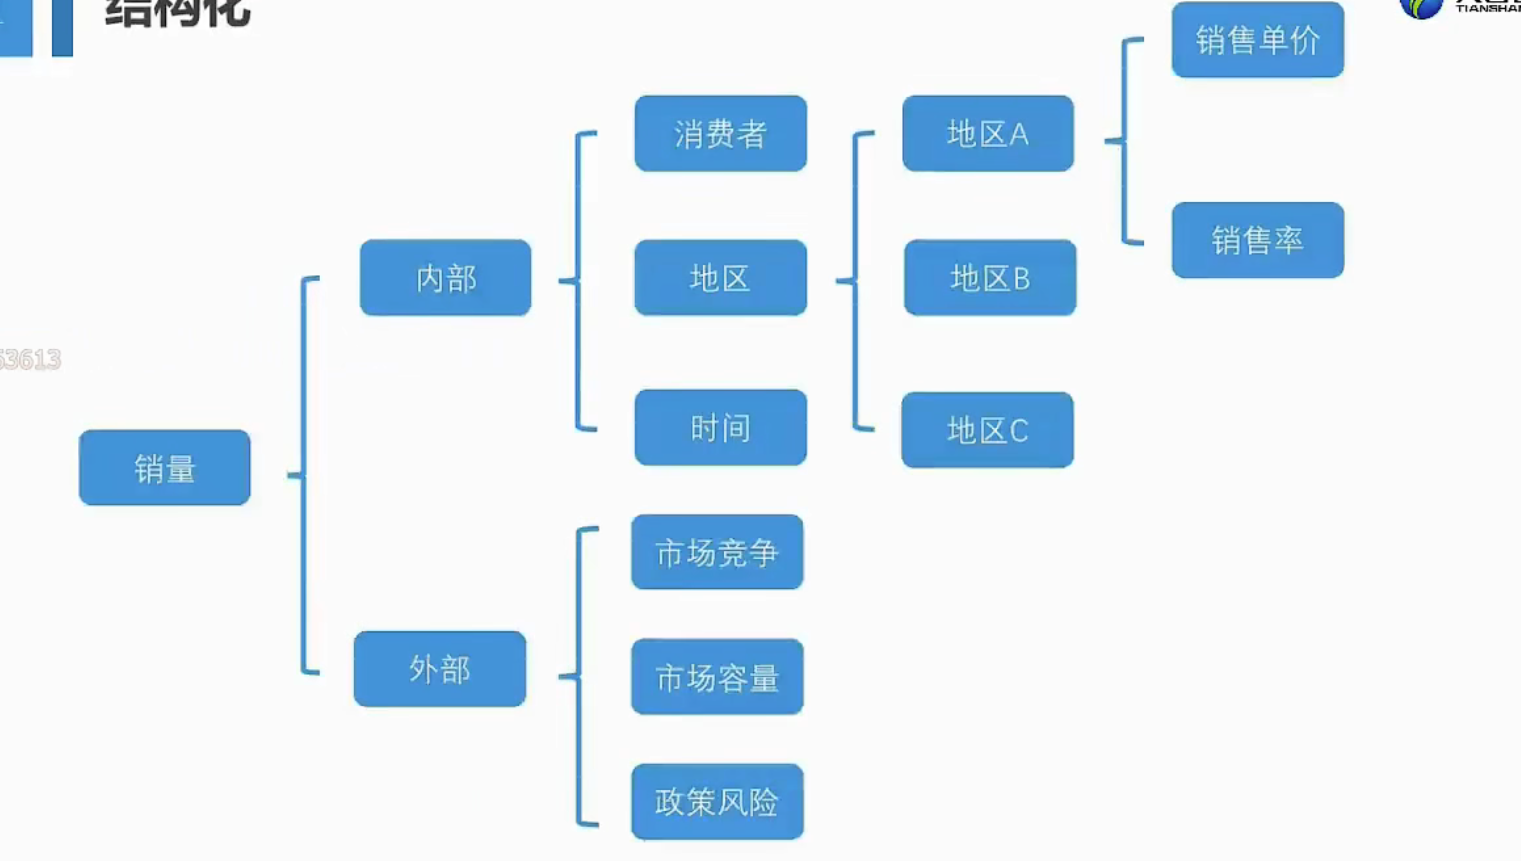 结构化
TIANSHAN
销售单价
消费者
地区A
销售率
内部
地区
地区B
63613
时间
地区C
销量
市场竞争
外部
市场容量
政策风险